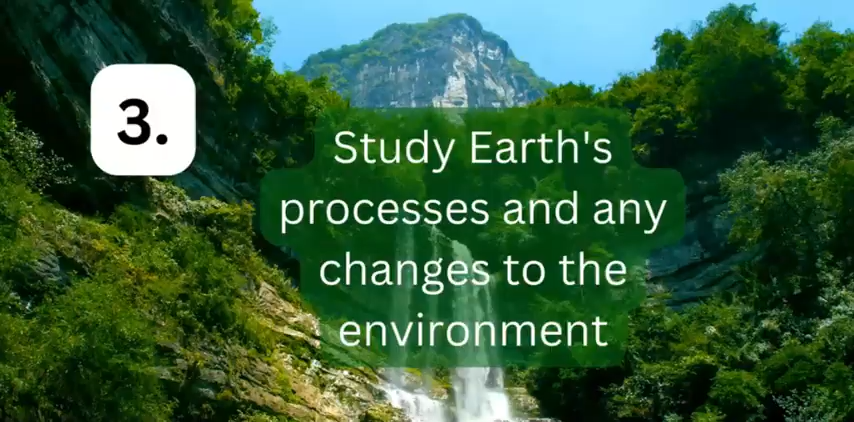 3.
Study Earth's
processes and any
changes to the
environment